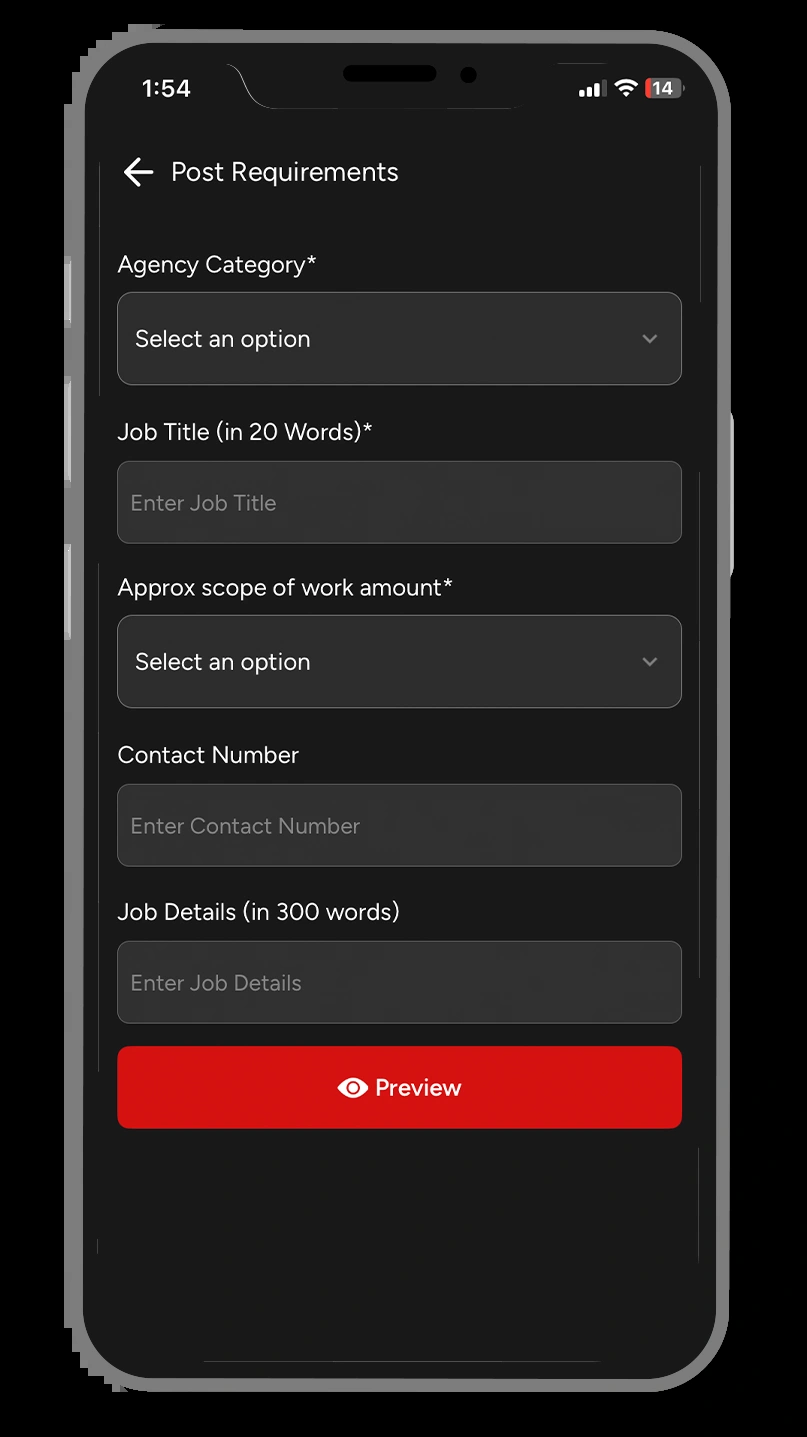 1:54
14
Post Requirements
Agency Category*
Select an option
Job Title (in 20 Words)*
Enter Job Title
Approx scope of work amount*
Select an option
Contact Number
Enter Contact Number
Job Details (in 300 words)
Enter Job Details
Preview